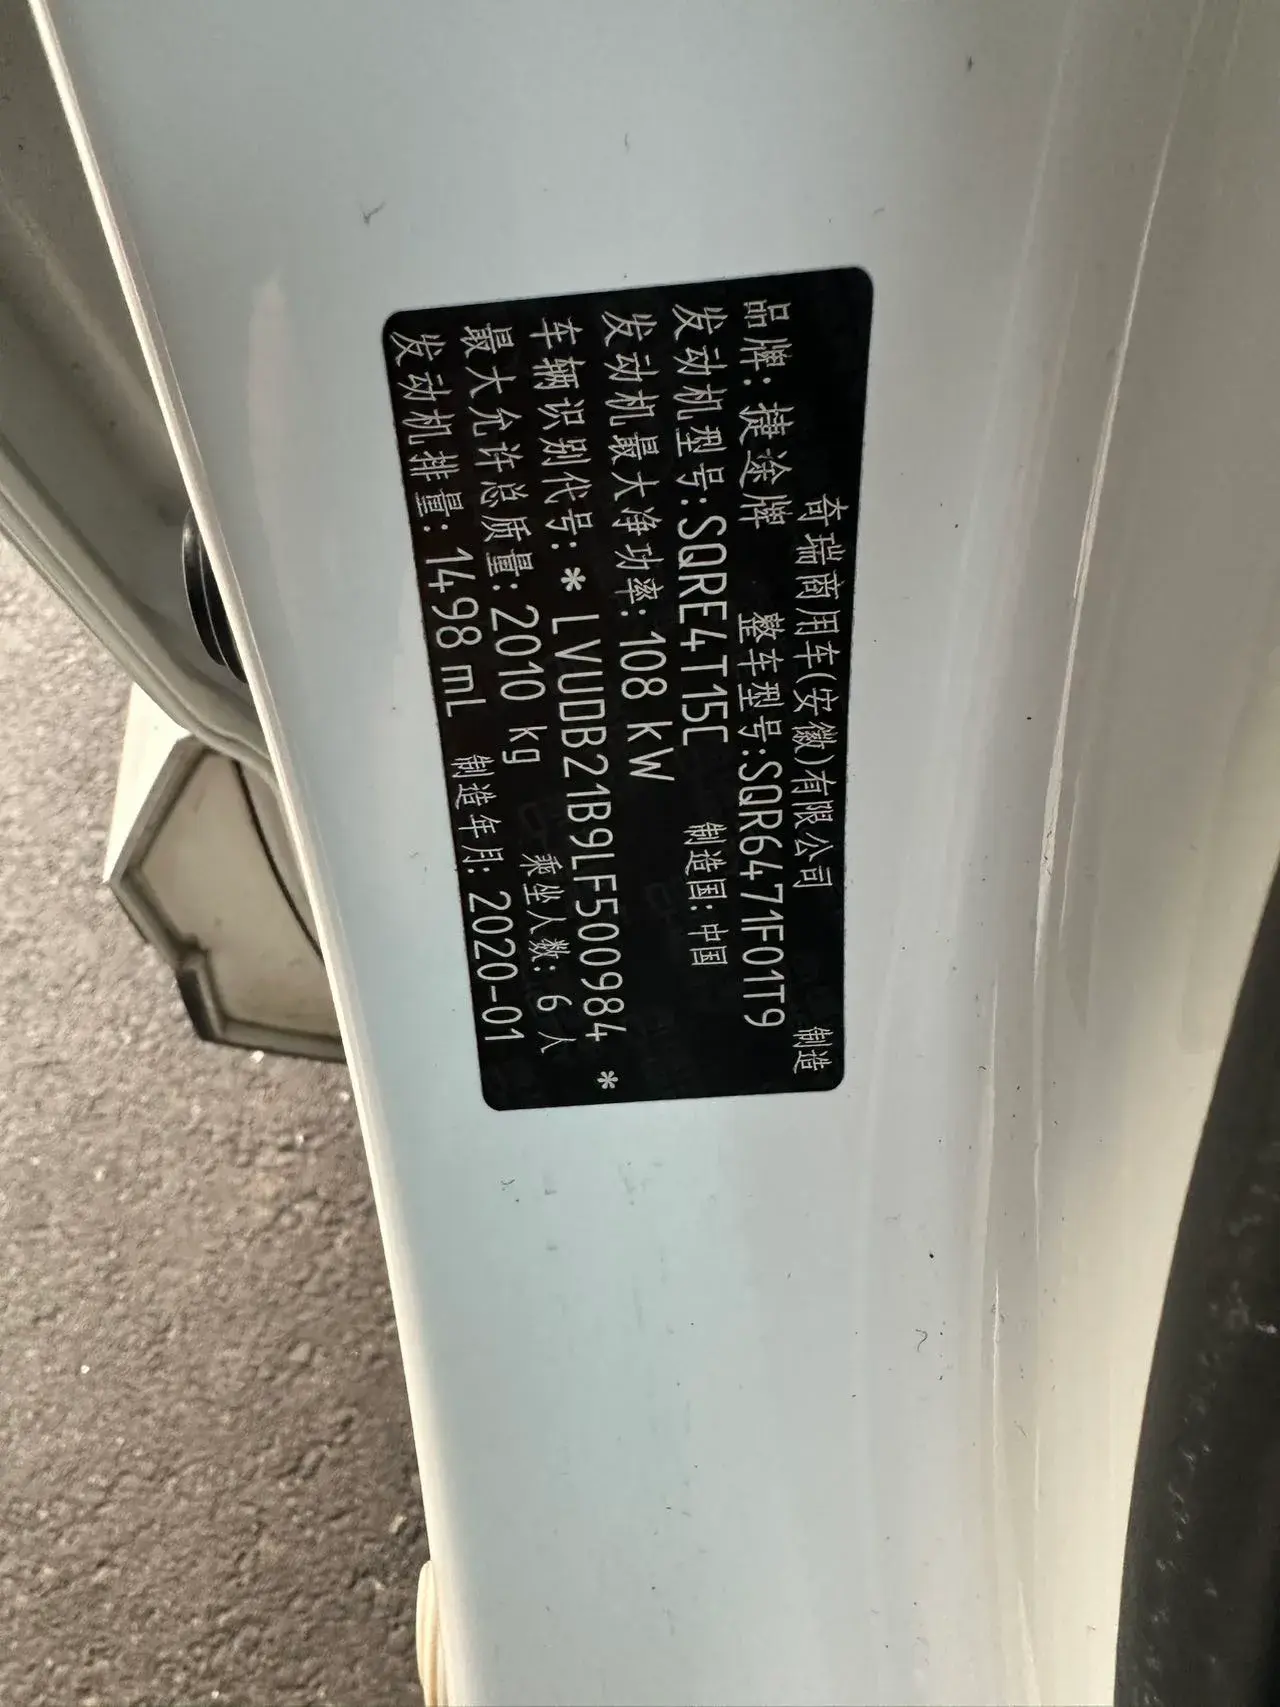 奇瑞商用车(安徽)有限公司 制造
品牌: 捷途牌 整车型号:SQR6471F01T9
发动机型号:SQRE4T15C 制造国: 中国
发动机最大净功率: 108 kW
车辆识别代号: * LVUDB21B9LF500984 *
最大允许总质量: 2010 kg 乘坐人数: 6 人
发动机排量: 1498 mL 制造年月: 2020-01